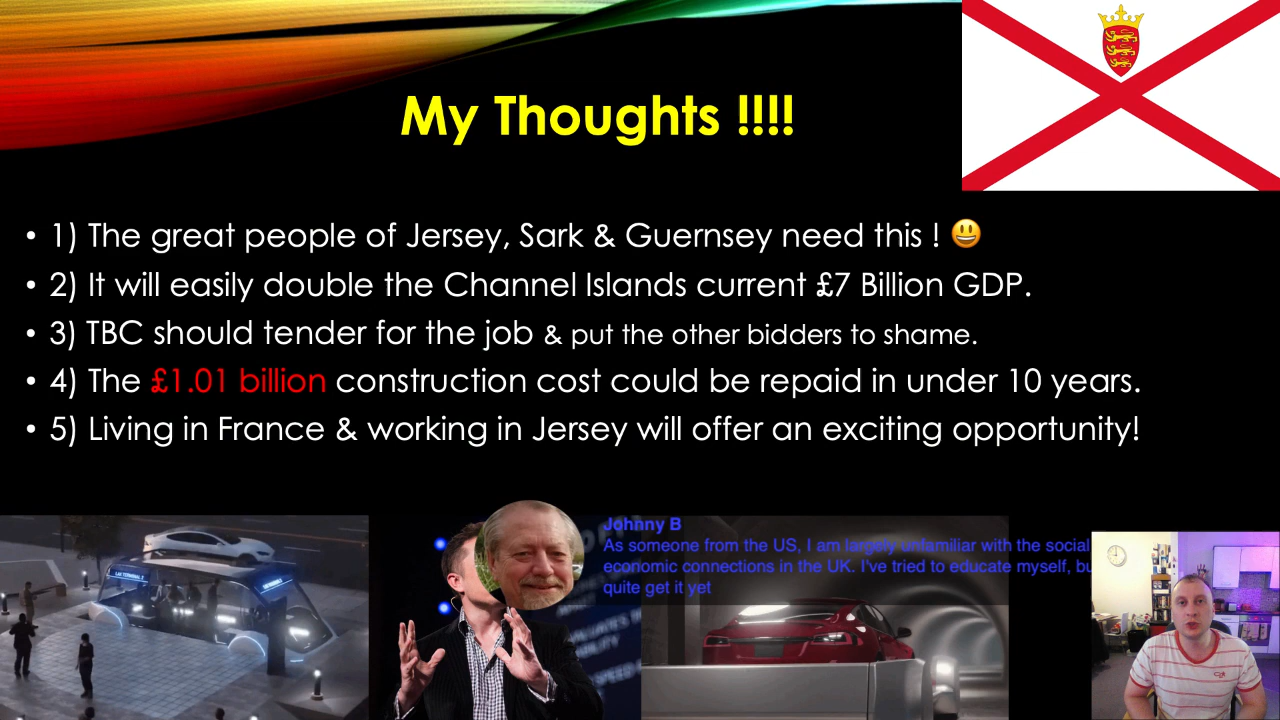 My Thoughts !!!!
• 1) The great people of Jersey, Sark & Guernsey need this ! 😃
• 2) It will easily double the Channel Islands current £7 Billion GDP.
• 3) TBC should tender for the job & put the other bidders to shame.
• 4) The £1.01 billion construction cost could be repaid in under 10 years.
• 5) Living in France & working in Jersey will offer an exciting opportunity!
Johnny B
As someone from the US, I am largely unfamiliar with the social
economic connections in the UK. I've tried to educate myself, bu
quite get it yet